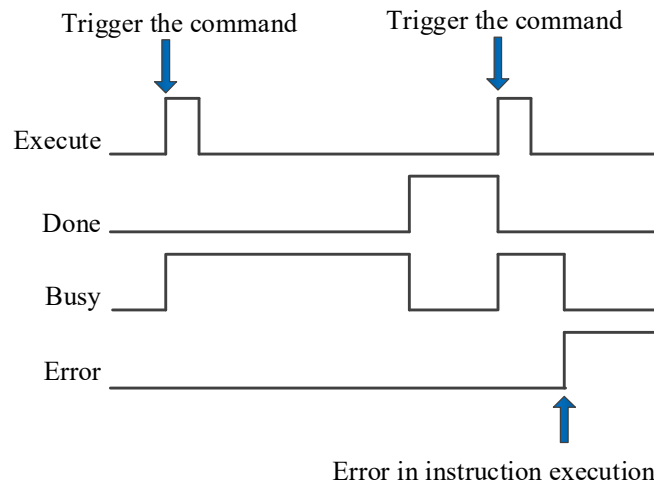 Trigger the command
Trigger the command
Execute
Done
Busy
Error
Error in instruction execution